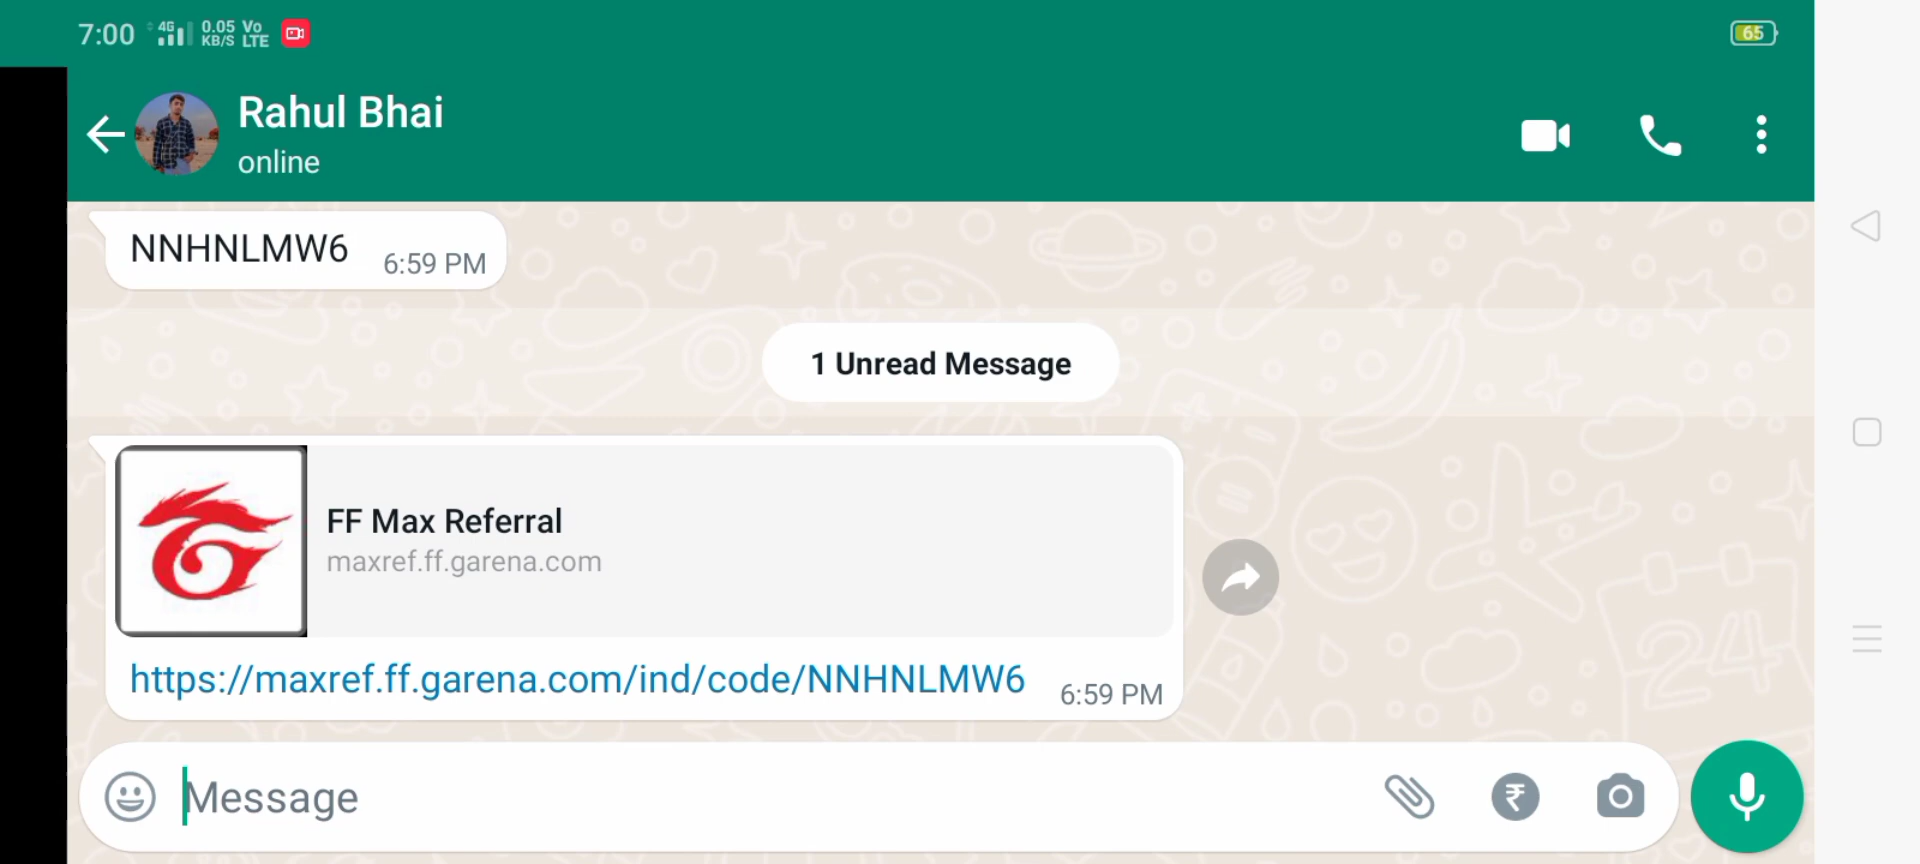 7:00 4G 0.05 KB/S Vo LTE 65
Rahul Bhai
online
NNHNLMW6 6:59 PM
1 Unread Message
FF Max Referral
maxref.ff.garena.com
https://maxref.ff.garena.com/ind/code/NNHNLMW6 6:59 PM
24
Message